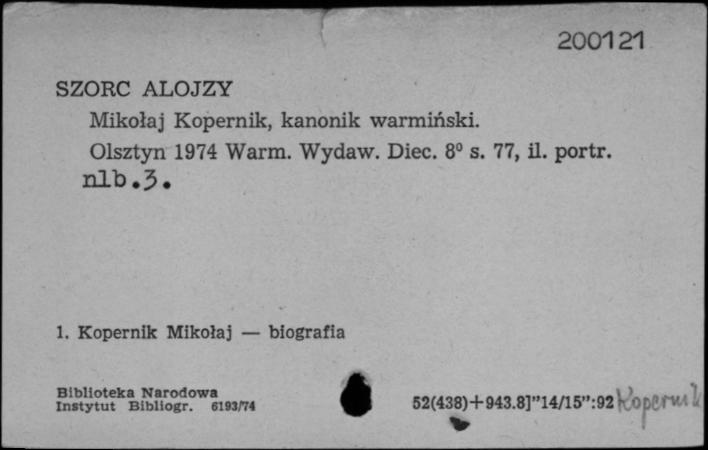 200121
SZORC ALOJZY
Mikołaj Kopernik, kanonik warmiński.
Olsztyn 1974 Warm. Wydaw. Diec. 8⁰ s. 77, il. portr.
nlb.3.
1. Kopernik Mikołaj — biografia
Biblioteka Narodowa
Instytut Bibliogr. 6193/74
52(438)+943.8]"14/15":92 Kopernik